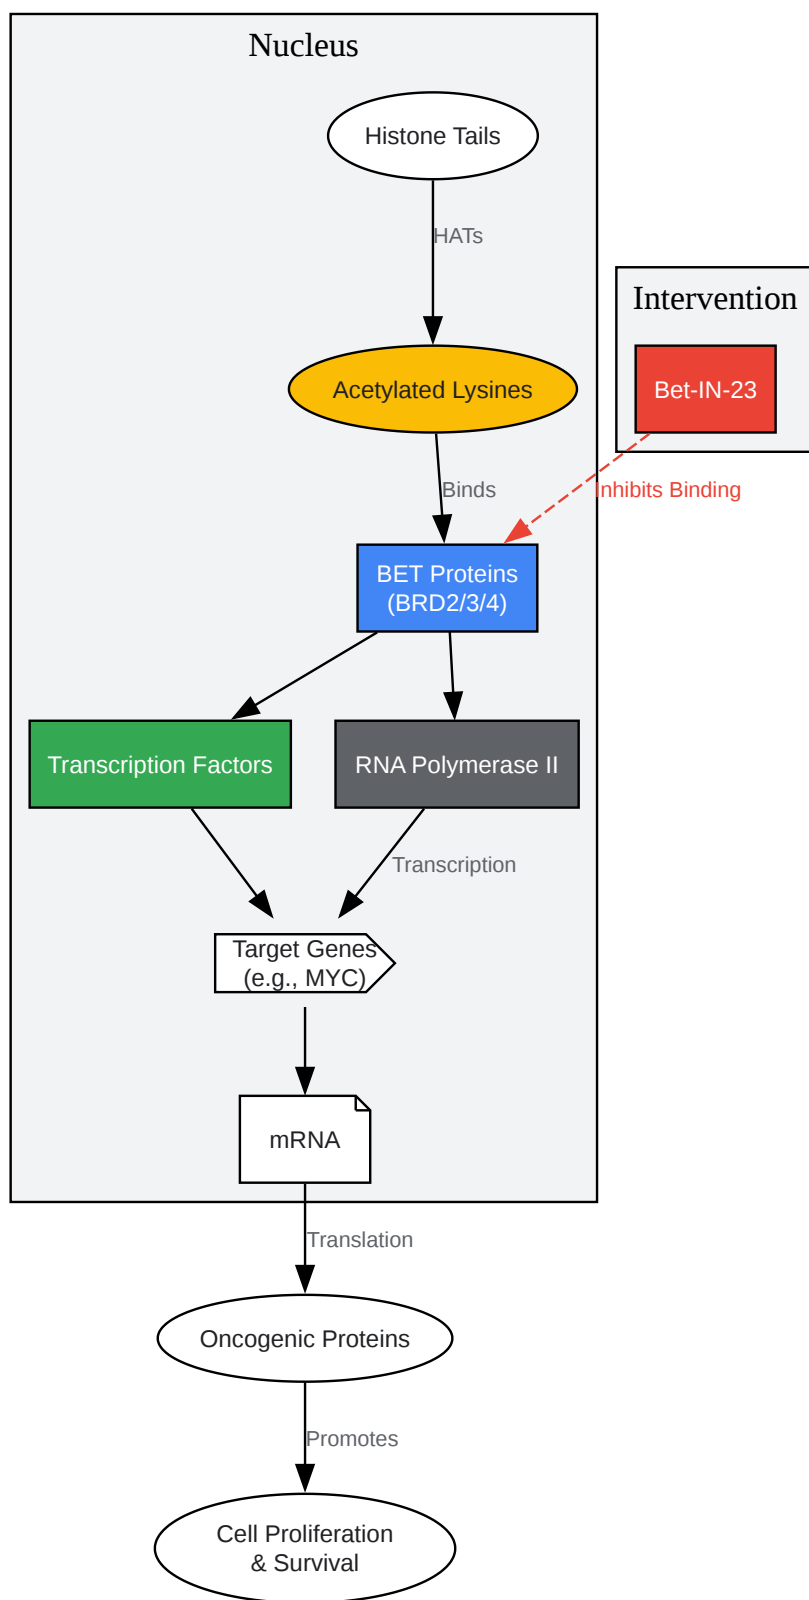 Nucleus
Histone Tails
HATs
Intervention
Acetylated Lysines
Bet-IN-23
Binds
Inhibits Binding
BET Proteins
(BRD2/3/4)
Transcription Factors
RNA Polymerase II
Transcription
Target Genes
(e.g., MYC)
mRNA
Translation
Oncogenic Proteins
Promotes
Cell Proliferation
& Survival